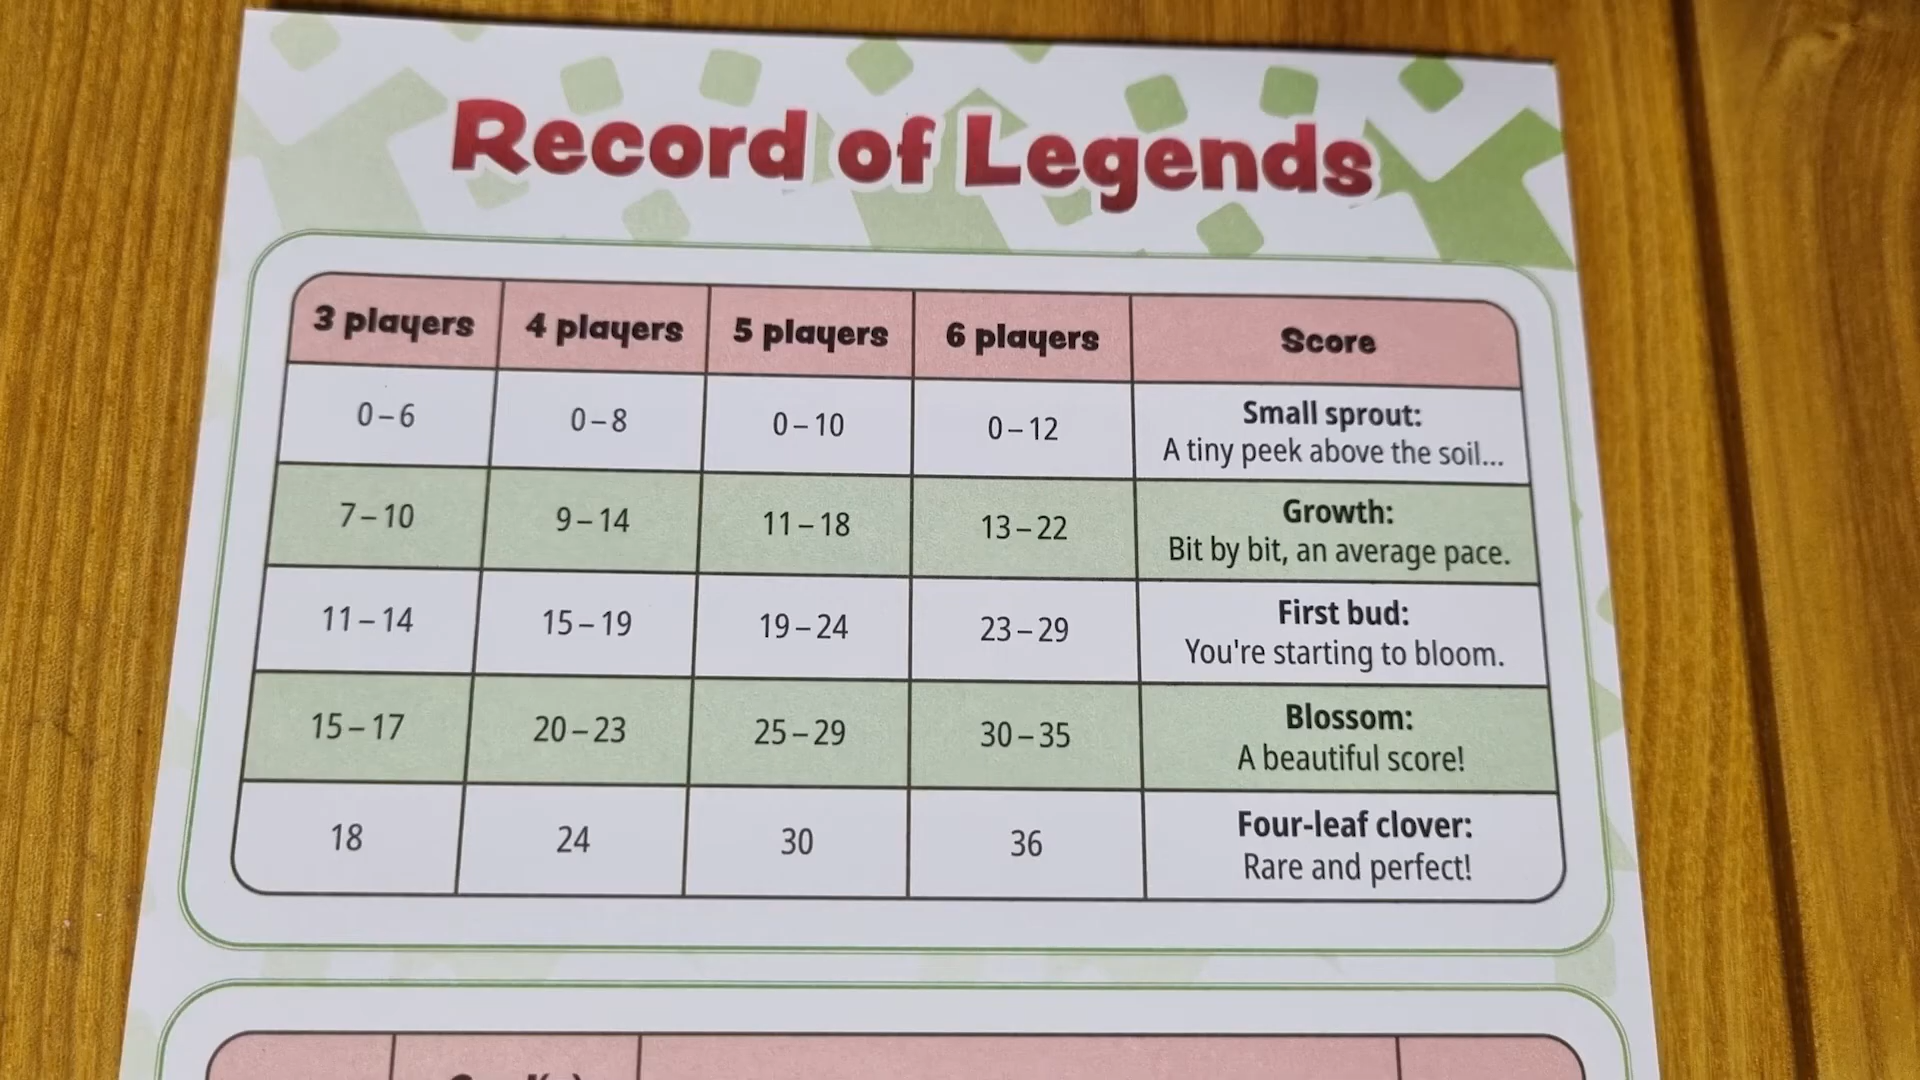 Record of Legends
3 players 4 players 5 players 6 players Score
0–6 0–8 0–10 0–12 Small sprout:
A tiny peek above the soil...
7–10 9–14 11–18 13–22 Growth:
Bit by bit, an average pace.
11–14 15–19 19–24 23–29 First bud:
You're starting to bloom.
15–17 20–23 25–29 30–35 Blossom:
A beautiful score!
18 24 30 36 Four-leaf clover:
Rare and perfect!